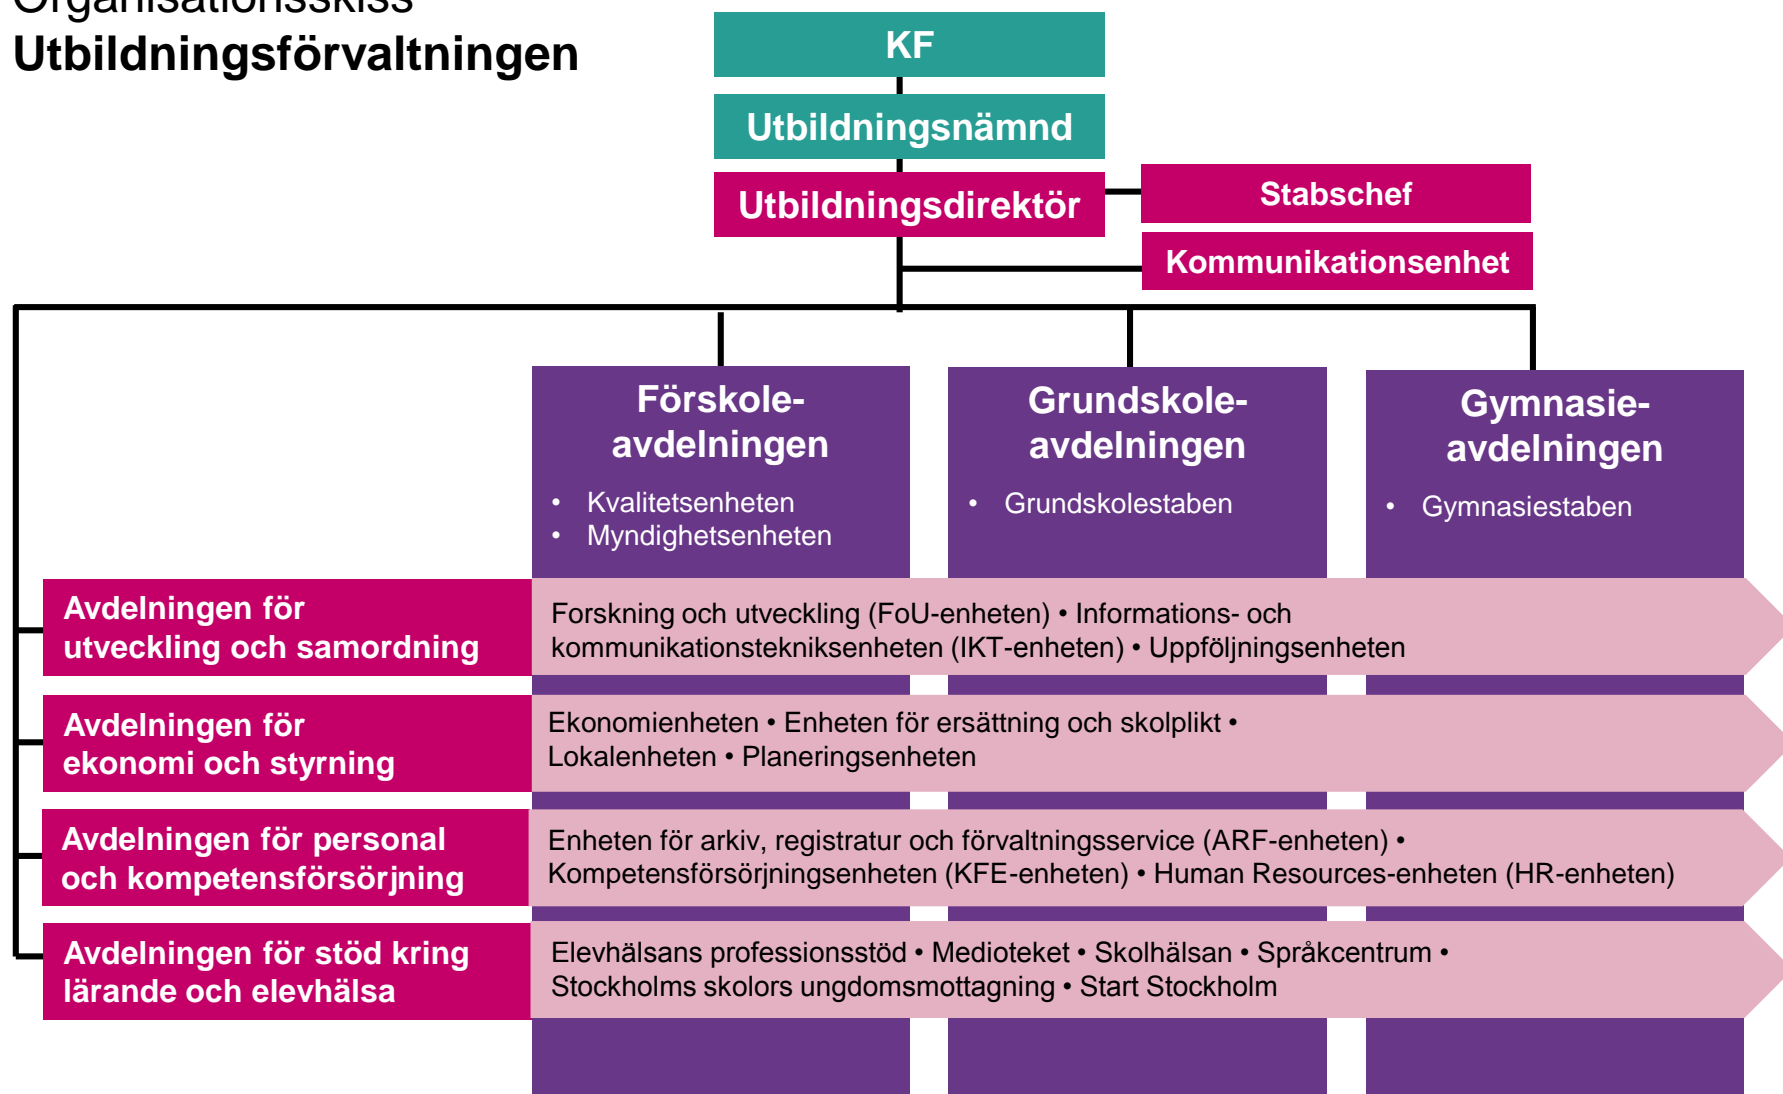 Organisationsskiss
Utbildningsförvaltningen
KF
Utbildningsnämnd
Utbildningsdirektör
Stabschef
Kommunikationsenhet
Förskole-
avdelningen
• Kvalitetsenheten
• Myndighetsenheten
Grundskole-
avdelningen
• Grundskolestaben
Gymnasie-
avdelningen
• Gymnasiestaben
Avdelningen för
utveckling och samordning
Forskning och utveckling (FoU-enheten) • Informations- och
kommunikationstekniksenheten (IKT-enheten) • Uppföljningsenheten
Avdelningen för
ekonomi och styrning
Ekonomienheten • Enheten för ersättning och skolplikt •
Lokalenheten • Planeringsenheten
Avdelningen för personal
och kompetensförsörjning
Enheten för arkiv, registratur och förvaltningsservice (ARF-enheten) •
Kompetensförsörjningsenheten (KFE-enheten) • Human Resources-enheten (HR-enheten)
Avdelningen för stöd kring
lärande och elevhälsa
Elevhälsans professionsstöd • Medioteket • Skolhälsan • Språkcentrum •
Stockholms skolors ungdomsmottagning • Start Stockholm